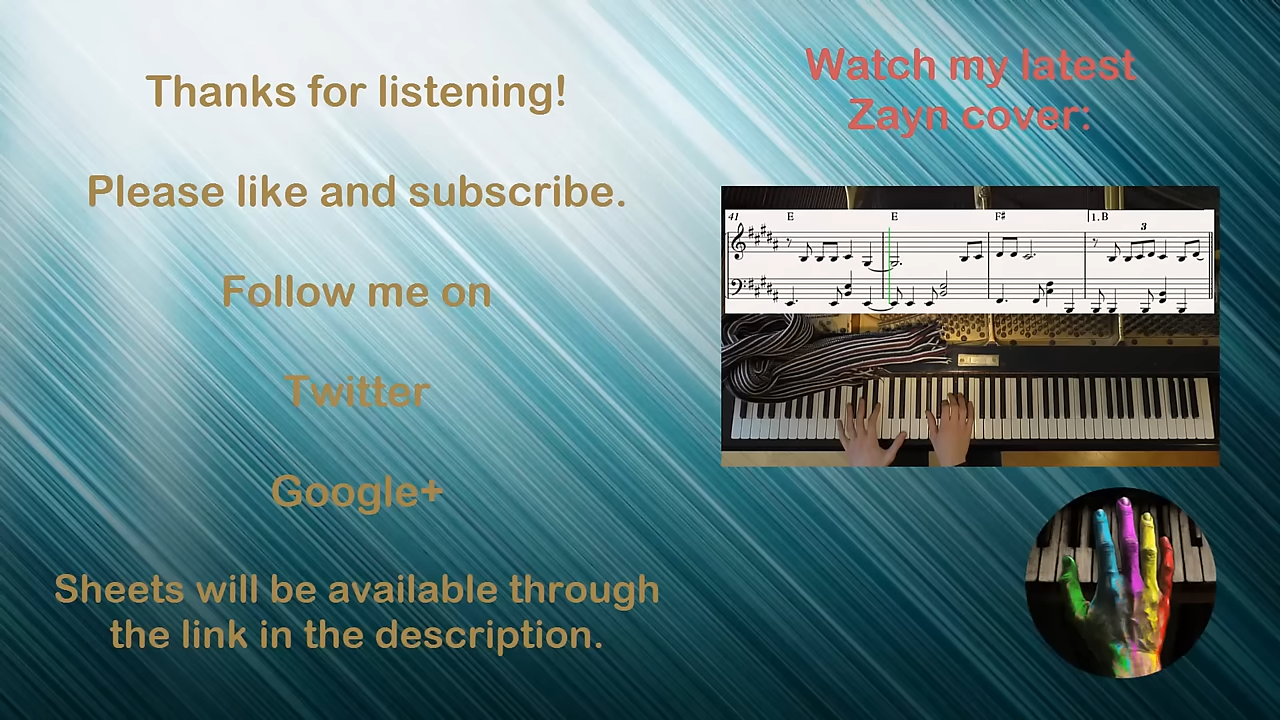 Thanks for listening!
Please like and subscribe.
Follow me on
Twitter
Google+
Sheets will be available through
the link in the description.
Watch my latest
Zayn cover:
41
E
E
F#
1. B
3